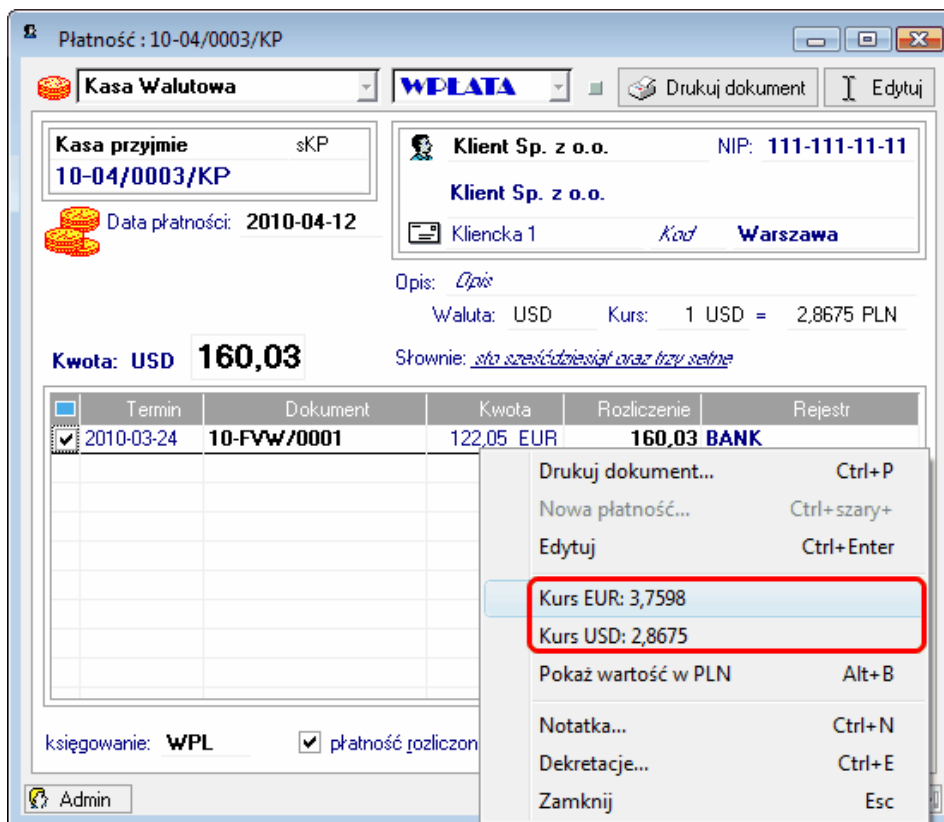 Płatność : 10-04/0003/KP
Kasa Walutowa WPŁATA Drukuj dokument Edytuj
Kasa przyjmie sKP
10-04/0003/KP
Data płatności: 2010-04-12
Klient Sp. z o.o. NIP: 111-111-11-11
Klient Sp. z o.o.
Kliencka 1 Kod Warszawa
Opis: Opis
Waluta: USD Kurs: 1 USD = 2,8675 PLN
Kwota: USD 160,03 Słownie: sto sześćdziesiąt oraz trzy setne
Termin Dokument Kwota Rozliczenie Rejestr
2010-03-24 10-FVW/0001 122,05 EUR 160,03 BANK
Drukuj dokument... Ctrl+P
Nowa płatność... Ctrl+szary+
Edytuj Ctrl+Enter
Kurs EUR: 3,7598
Kurs USD: 2,8675
Pokaż wartość w PLN Alt+B
Notatka... Ctrl+N
Dekretacje... Ctrl+E
Zamknij Esc
księgowanie: WPL płatność rozliczon
Admin